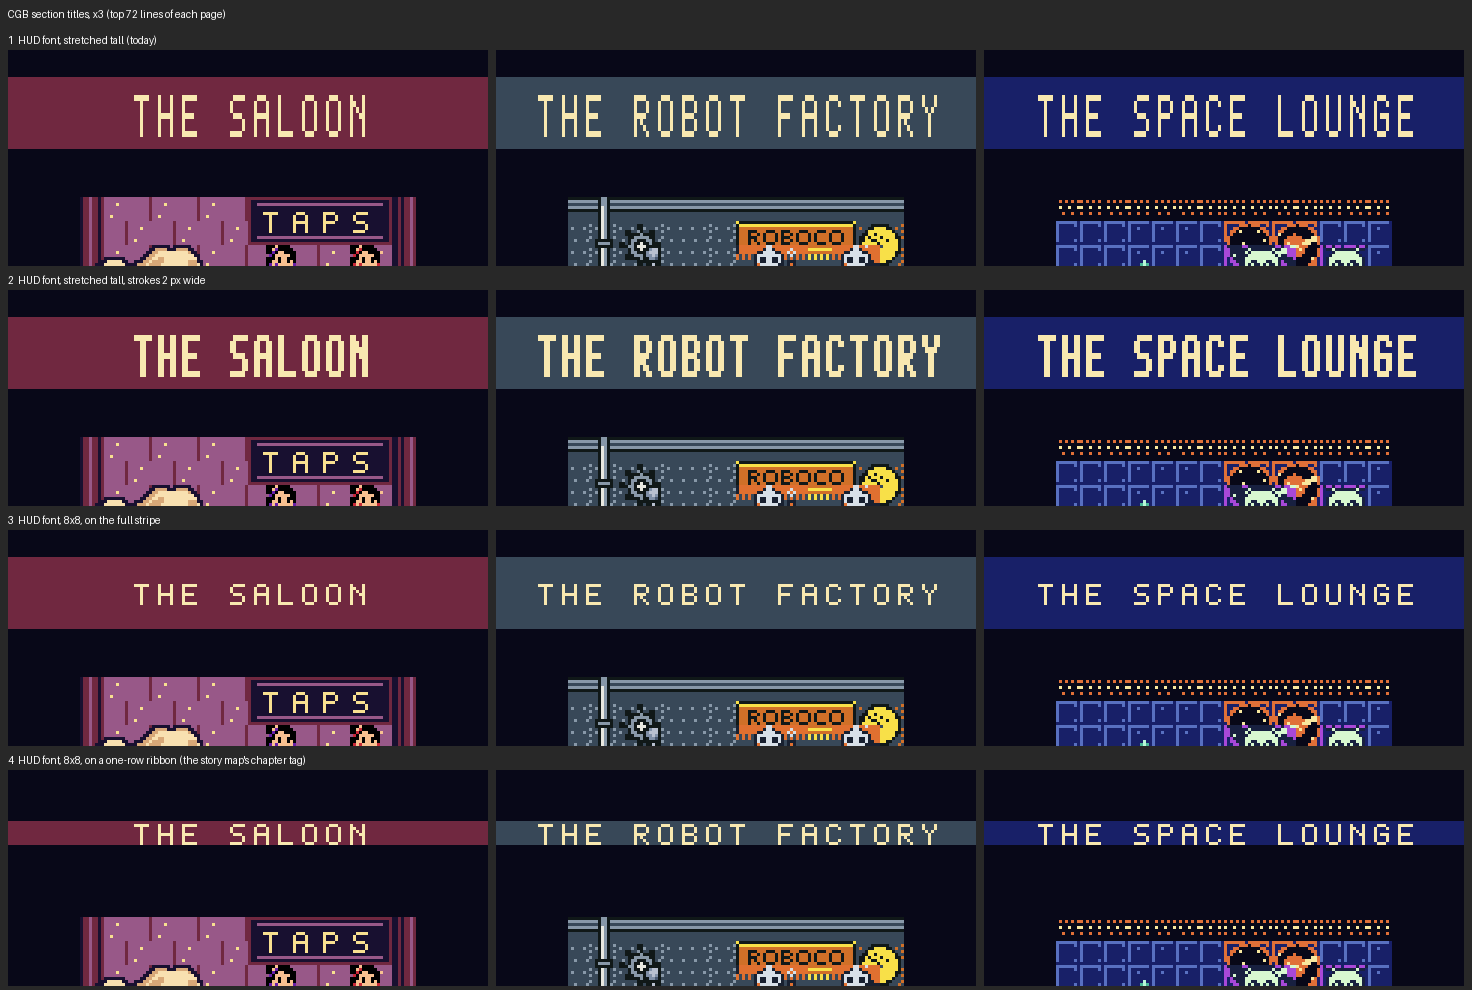 CGB section titles, x3 (top 72 lines of each page)
1 HUD font, stretched tall (today)
THE SALOON THE ROBOT FACTORY THE SPACE LOUNGE
TAPS ROBOCO
2 HUD font, stretched tall, strokes 2 px wide
THE SALOON THE ROBOT FACTORY THE SPACE LOUNGE
TAPS ROBOCO
3 HUD font, 8x8, on the full stripe
THE SALOON THE ROBOT FACTORY THE SPACE LOUNGE
TAPS ROBOCO
4 HUD font, 8x8, on a one-row ribbon (the story map's chapter tag)
THE SALOON THE ROBOT FACTORY THE SPACE LOUNGE
TAPS ROBOCO